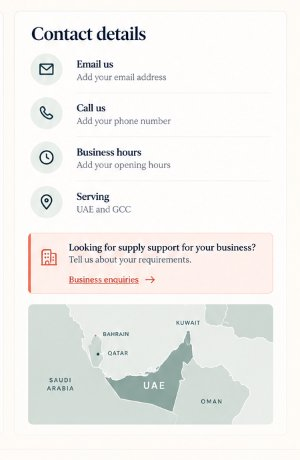 Contact details
Email us
Add your email address
Call us
Add your phone number
Business hours
Add your opening hours
Serving
UAE and GCC
Looking for supply support for your business?
Tell us about your requirements.
Business enquiries →
KUWAIT
BAHRAIN
QATAR
SAUDI
ARABIA
UAE
OMAN